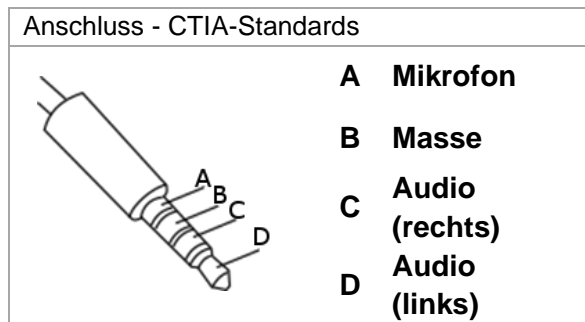 Anschluss - CTIA-Standards
A
B
C
D
A Mikrofon
B Masse
C Audio
(rechts)
D Audio
(links)